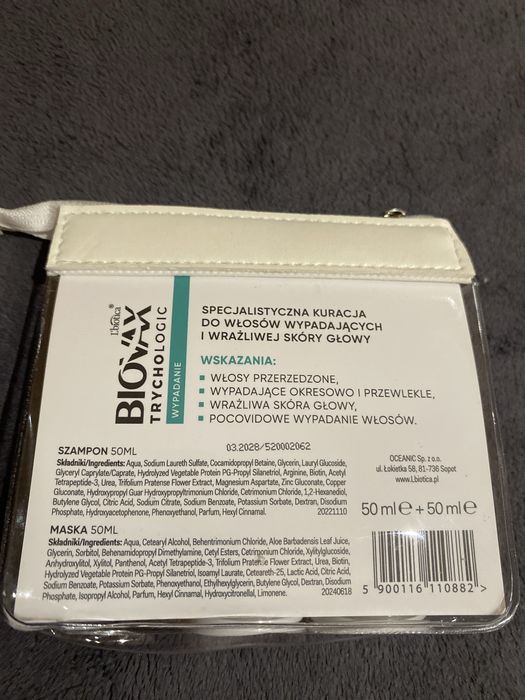 L'biotica®
BIOVAX
TRYCHOLOGIC
WYPADANIE
SPECJALISTYCZNA KURACJA
DO WŁOSÓW WYPADAJĄCYCH
I WRAŻLIWEJ SKÓRY GŁOWY
WSKAZANIA:
▪ WŁOSY PRZERZEDZONE,
▪ WYPADAJĄCE OKRESOWO I PRZEWLEKLE,
▪ WRAŻLIWA SKÓRA GŁOWY,
▪ POCOVIDOWE WYPADANIE WŁOSÓW.
03.2028/520002062
SZAMPON 50ML
Składniki/Ingredients: Aqua, Sodium Laureth Sulfate, Cocamidopropyl Betaine, Glycerin, Lauryl Glucoside,
Glyceryl Caprylate/Caprate, Hydrolyzed Vegetable Protein PG-Propyl Silanetriol, Arginine, Biotin, Acetyl
Tetrapeptide-3, Urea, Trifolium Pratense Flower Extract, Magnesium Aspartate, Zinc Gluconate, Copper
Gluconate, Hydroxypropyl Guar Hydroxypropyltrimonium Chloride, Cetrimonium Chloride, 1,2-Hexanediol,
Butylene Glycol, Citric Acid, Sodium Citrate, Sodium Benzoate, Potassium Sorbate, Dextran, Disodium
Phosphate, Hydroxyacetophenone, Phenoxyethanol, Parfum, Hexyl Cinnamal. 20221110
MASKA 50ML
Składniki/Ingredients: Aqua, Cetearyl Alcohol, Behentrimonium Chloride, Aloe Barbadensis Leaf Juice,
Glycerin, Sorbitol, Behenamidopropyl Dimethylamine, Cetyl Esters, Cetrimonium Chloride, Xylitylglucoside,
Anhydroxylitol, Xylitol, Panthenol, Acetyl Tetrapeptide-3, Trifolium Pratense Flower Extract, Urea, Biotin,
Hydrolyzed Vegetable Protein PG-Propyl Silanetriol, Isoamyl Laurate, Ceteareth-25, Lactic Acid, Citric Acid,
Sodium Benzoate, Potassium Sorbate, Phenoxyethanol, Ethylhexylglycerin, Butylene Glycol, Dextran, Disodium
Phosphate, Isopropyl Alcohol, Parfum, Hexyl Cinnamal, Hydroxycitronellal, Limonene. 20240618
OCEANIC Sp. z o.o.
ul. Łokietka 58, 81-736 Sopot
www.Lbiotica.pl
50 ml ℮ + 50 ml ℮
5 900116 110882 >